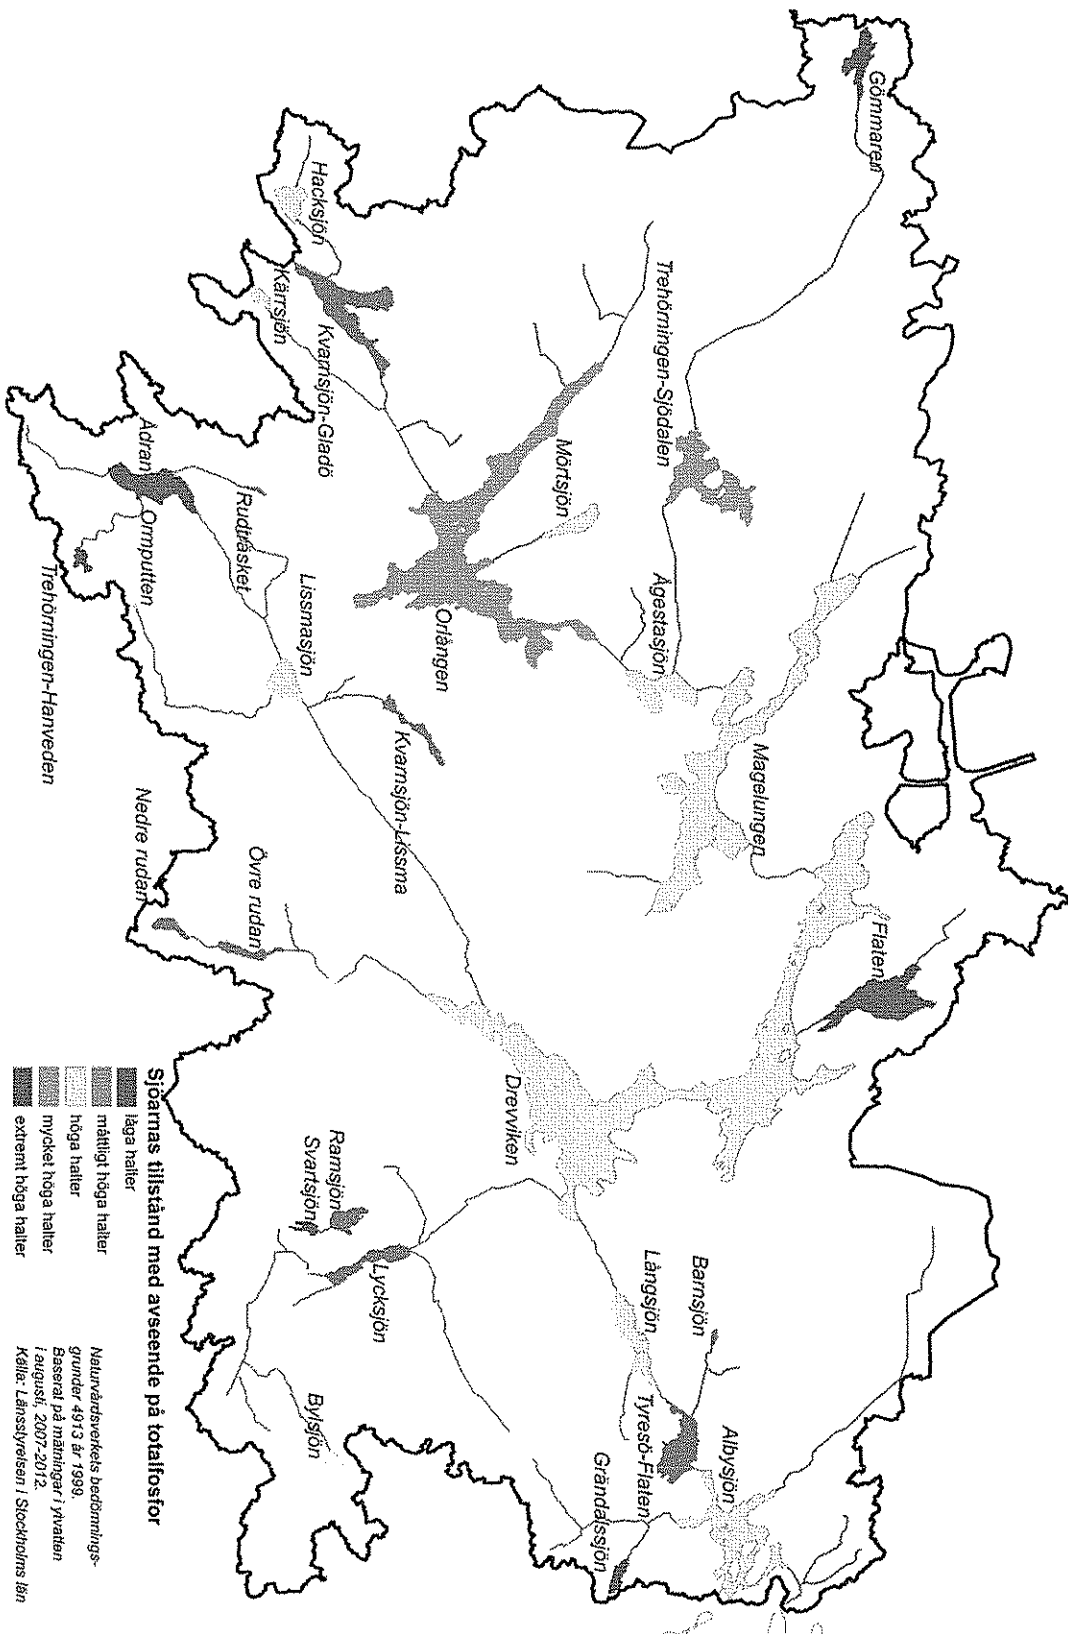 Gömmaren
Hacksjön
Kärrsjön
Kvarnsjön-Gladö
Trehörningen-Sjödalen
Mörtsjön
Ådran
Ormputten
Rudträsket
Trehörningen-Hanveden
Lissmasjön
Orlången
Ågestasjön
Kvarnsjön-Lissma
Magelungen
Nedre rudan
Övre rudan
Flaten
Drevviken
Ramsjön
Svartsjön
Lycksjön
Barnsjön
Långsjön
Tyresö-Flaten
Albysjön
Grändalssjön
Bylsjön
Sjöarnas tillstånd med avseende på totalfosfor
låga halter
måttligt höga halter
höga halter
mycket höga halter
extremt höga halter
Naturvårdsverkets bedömnings-
grunder 4913 år 1999.
Baserat på mätningar i ytvatten
i augusti, 2007-2012.
Källa: Länsstyrelsen i Stockholms län